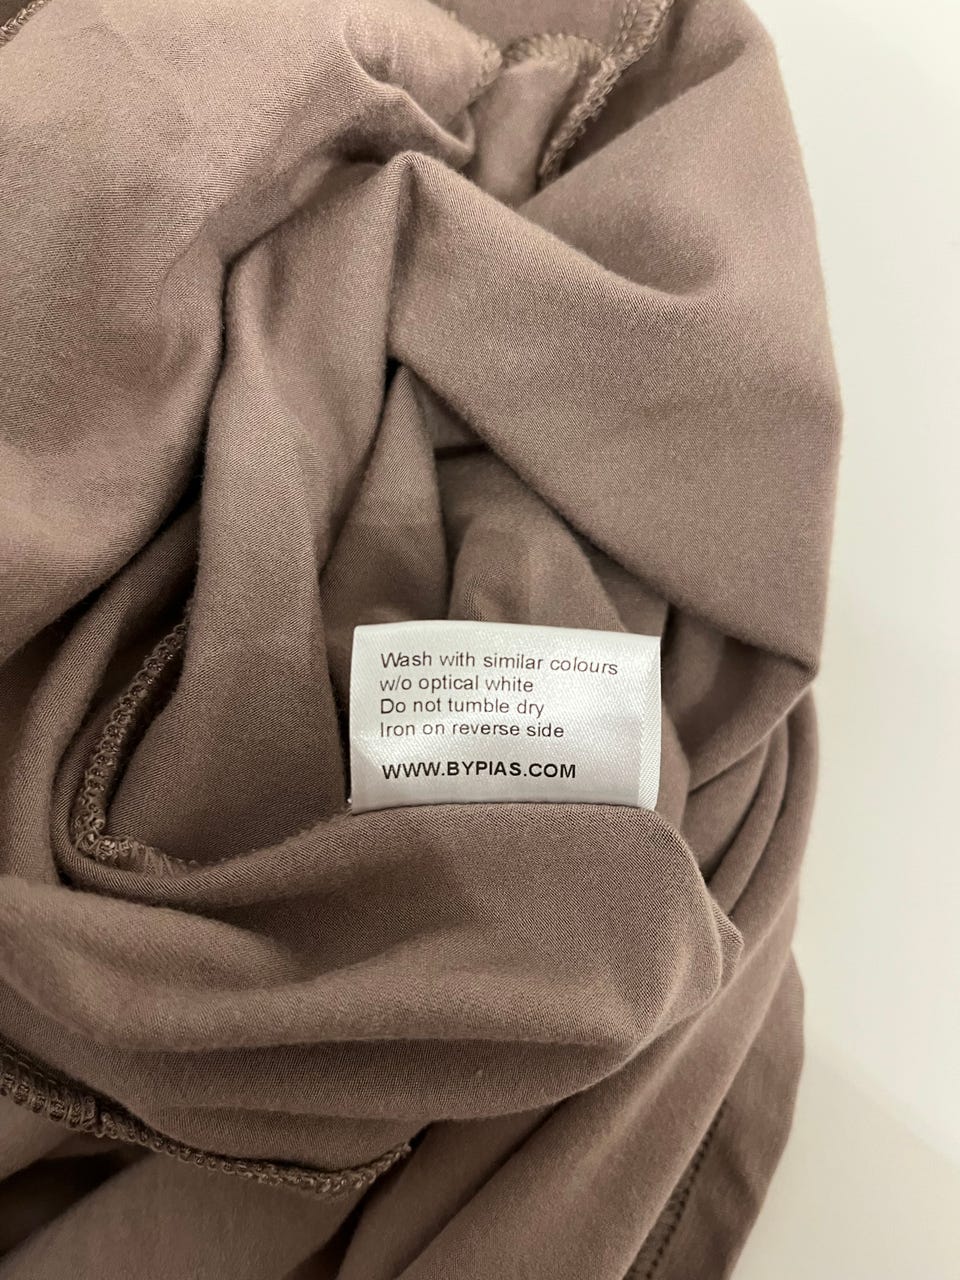 Wash with similar colours
w/o optical white
Do not tumble dry
Iron on reverse side
WWW.BYPIAS.COM